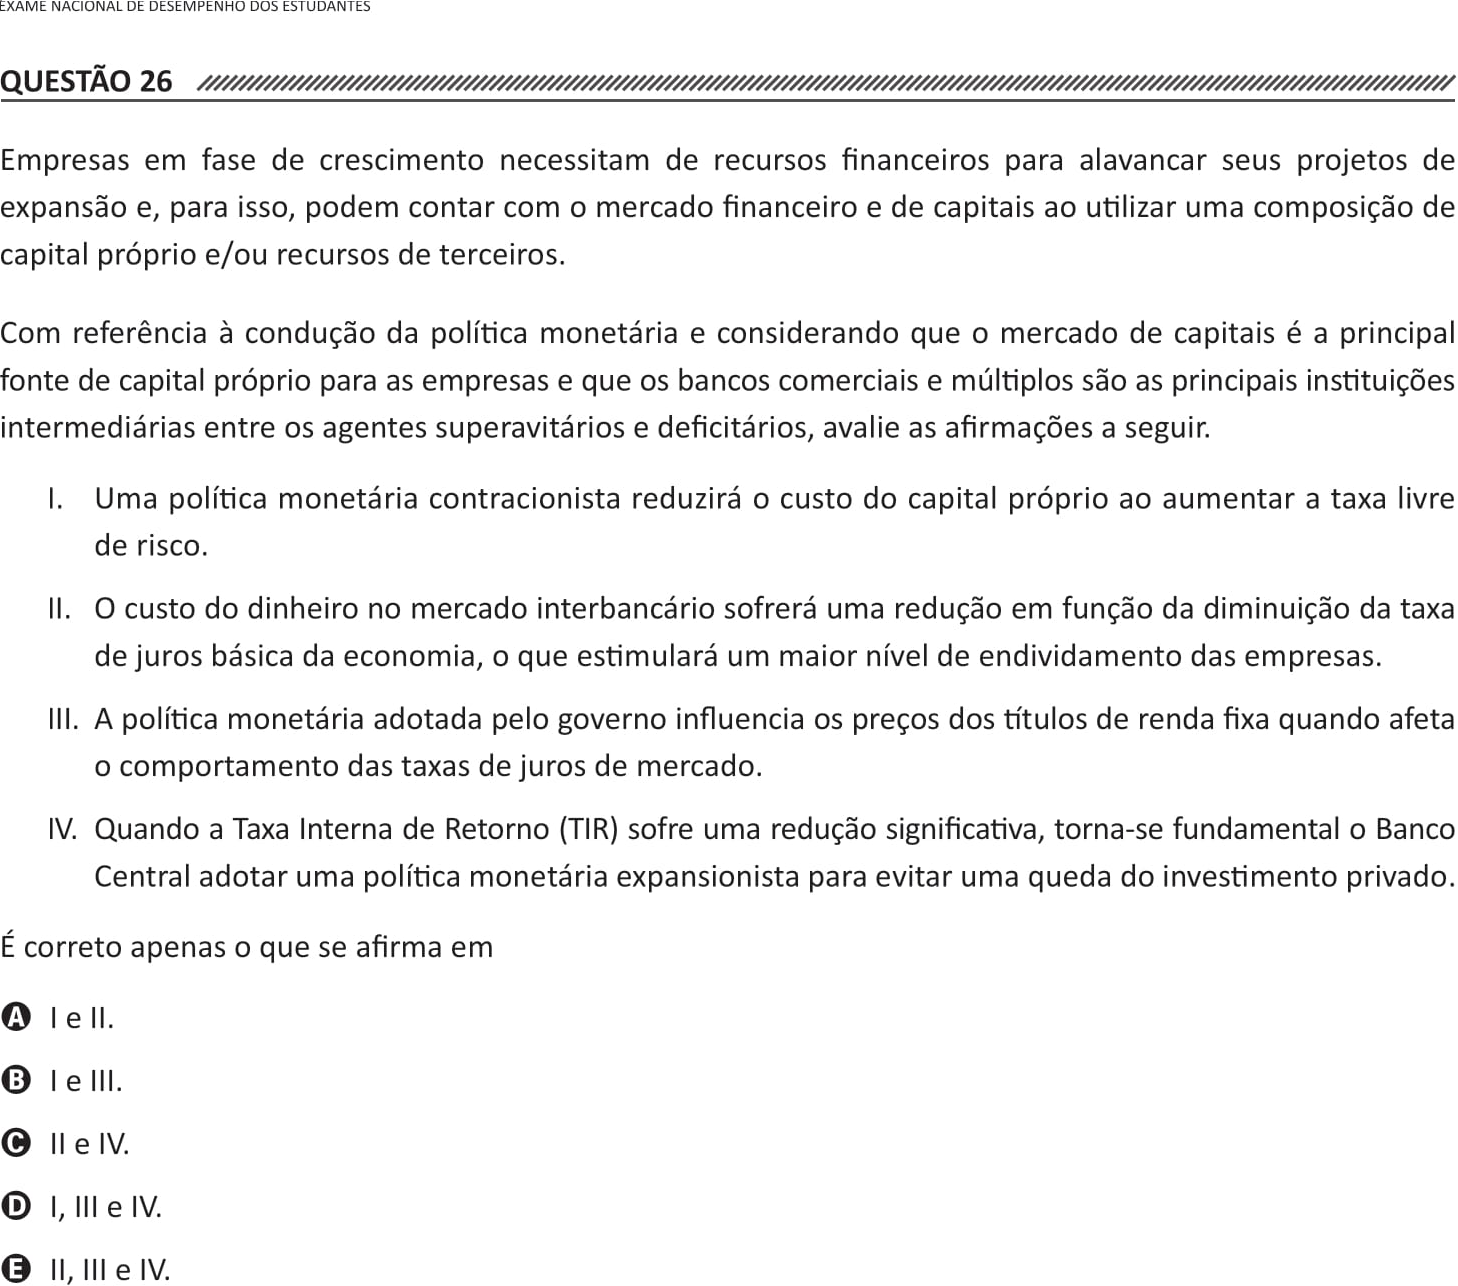 EXAME NACIONAL DE DESEMPENHO DOS ESTUDANTES
QUESTÃO 26
Empresas em fase de crescimento necessitam de recursos financeiros para alavancar seus projetos de
expansão e, para isso, podem contar com o mercado financeiro e de capitais ao utilizar uma composição de
capital próprio e/ou recursos de terceiros.
Com referência à condução da política monetária e considerando que o mercado de capitais é a principal
fonte de capital próprio para as empresas e que os bancos comerciais e múltiplos são as principais instituições
intermediárias entre os agentes superavitários e deficitários, avalie as afirmações a seguir.
I. Uma política monetária contracionista reduzirá o custo do capital próprio ao aumentar a taxa livre
de risco.
II. O custo do dinheiro no mercado interbancário sofrerá uma redução em função da diminuição da taxa
de juros básica da economia, o que estimulará um maior nível de endividamento das empresas.
III. A política monetária adotada pelo governo influencia os preços dos títulos de renda fixa quando afeta
o comportamento das taxas de juros de mercado.
IV. Quando a Taxa Interna de Retorno (TIR) sofre uma redução significativa, torna-se fundamental o Banco
Central adotar uma política monetária expansionista para evitar uma queda do investimento privado.
É correto apenas o que se afirma em
A I e II.
B I e III.
C II e IV.
D I, III e IV.
E II, III e IV.